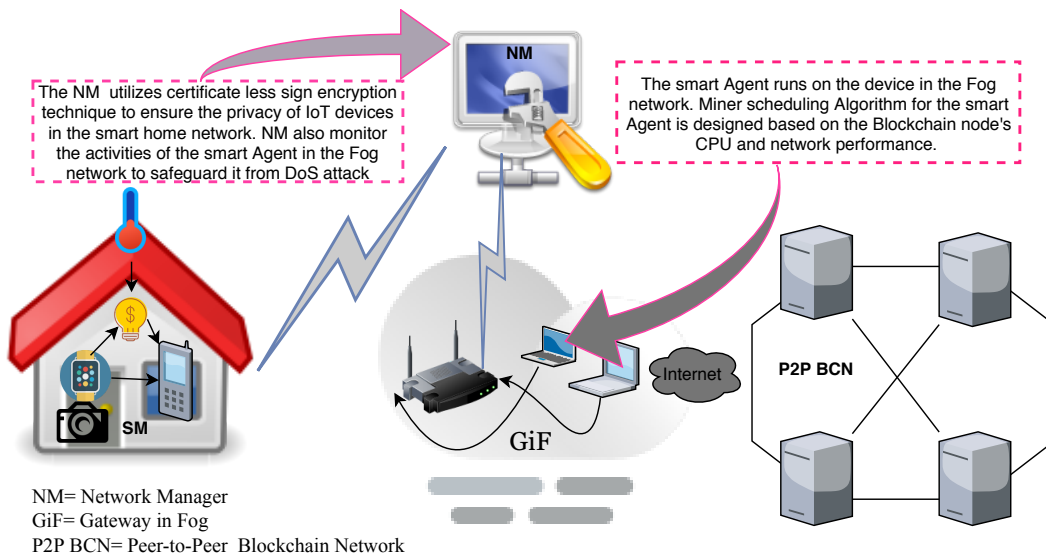 NM
The NM utilizes certificate less sign encryption
technique to ensure the privacy of IoT devices
in the smart home network. NM also monitor
the activities of the smart Agent in the Fog
network to safeguard it from DoS attack
The smart Agent runs on the device in the Fog
network. Miner scheduling Algorithm for the smart
Agent is designed based on the Blockchain node's
CPU and network performance.
$
SM
GiF
Internet
P2P BCN
NM= Network Manager
GiF= Gateway in Fog
P2P BCN= Peer-to-Peer Blockchain Network